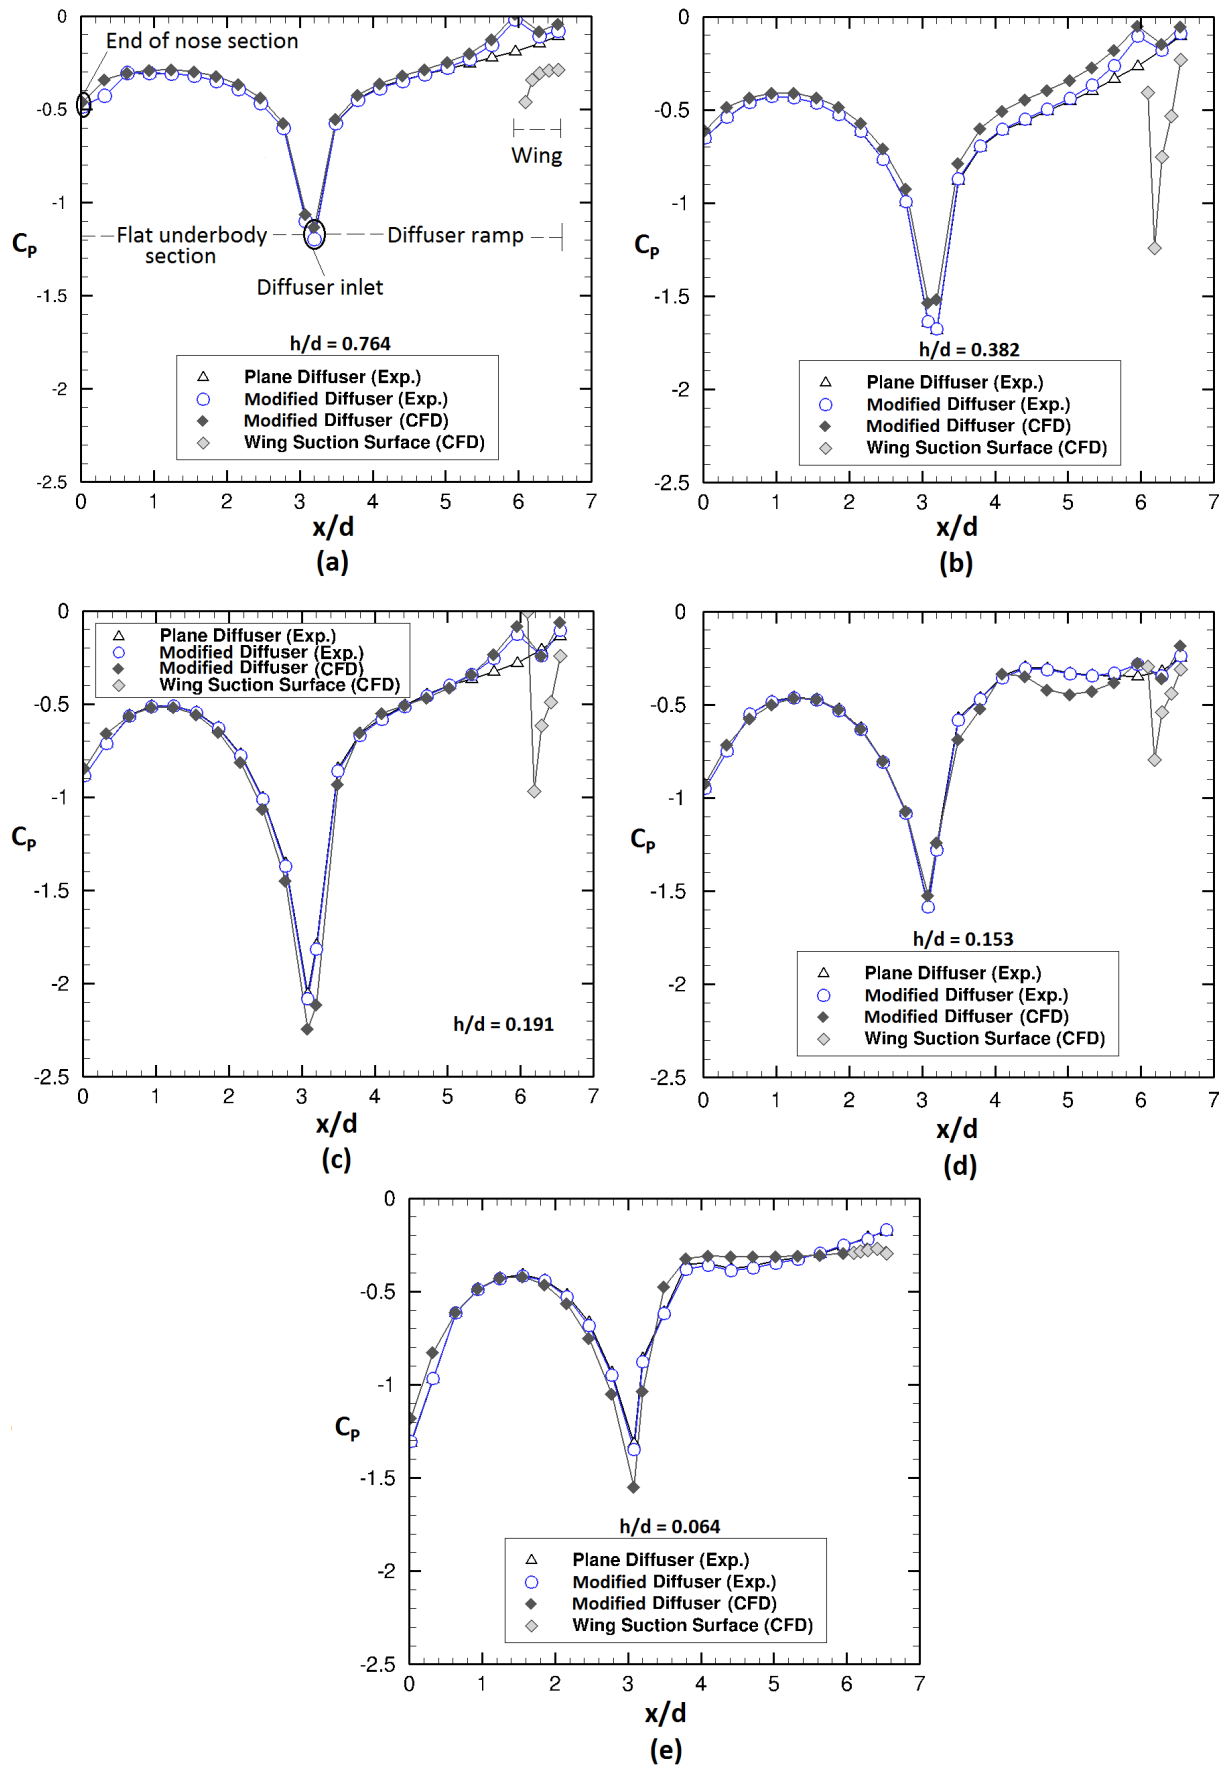 0
-0.5
-1
-1.5
-2
-2.5
End of nose section
Wing
Cₚ
Flat underbody
section
Diffuser ramp
Diffuser inlet
h/d = 0.764
Plane Diffuser (Exp.)
Modified Diffuser (Exp.)
Modified Diffuser (CFD)
Wing Suction Surface (CFD)
0 1 2 3 4 5 6 7
x/d
(a)
0
-0.5
-1
-1.5
-2
-2.5
Cₚ
h/d = 0.382
Plane Diffuser (Exp.)
Modified Diffuser (Exp.)
Modified Diffuser (CFD)
Wing Suction Surface (CFD)
0 1 2 3 4 5 6 7
x/d
(b)
0
-0.5
-1
-1.5
-2
-2.5
Plane Diffuser (Exp.)
Modified Diffuser (Exp.)
Modified Diffuser (CFD)
Wing Suction Surface (CFD)
Cₚ
h/d = 0.191
0 1 2 3 4 5 6 7
x/d
(c)
0
-0.5
-1
-1.5
-2
-2.5
Cₚ
h/d = 0.153
Plane Diffuser (Exp.)
Modified Diffuser (Exp.)
Modified Diffuser (CFD)
Wing Suction Surface (CFD)
0 1 2 3 4 5 6 7
x/d
(d)
0
-0.5
-1
-1.5
-2
-2.5
Cₚ
h/d = 0.064
Plane Diffuser (Exp.)
Modified Diffuser (Exp.)
Modified Diffuser (CFD)
Wing Suction Surface (CFD)
0 1 2 3 4 5 6 7
x/d
(e)